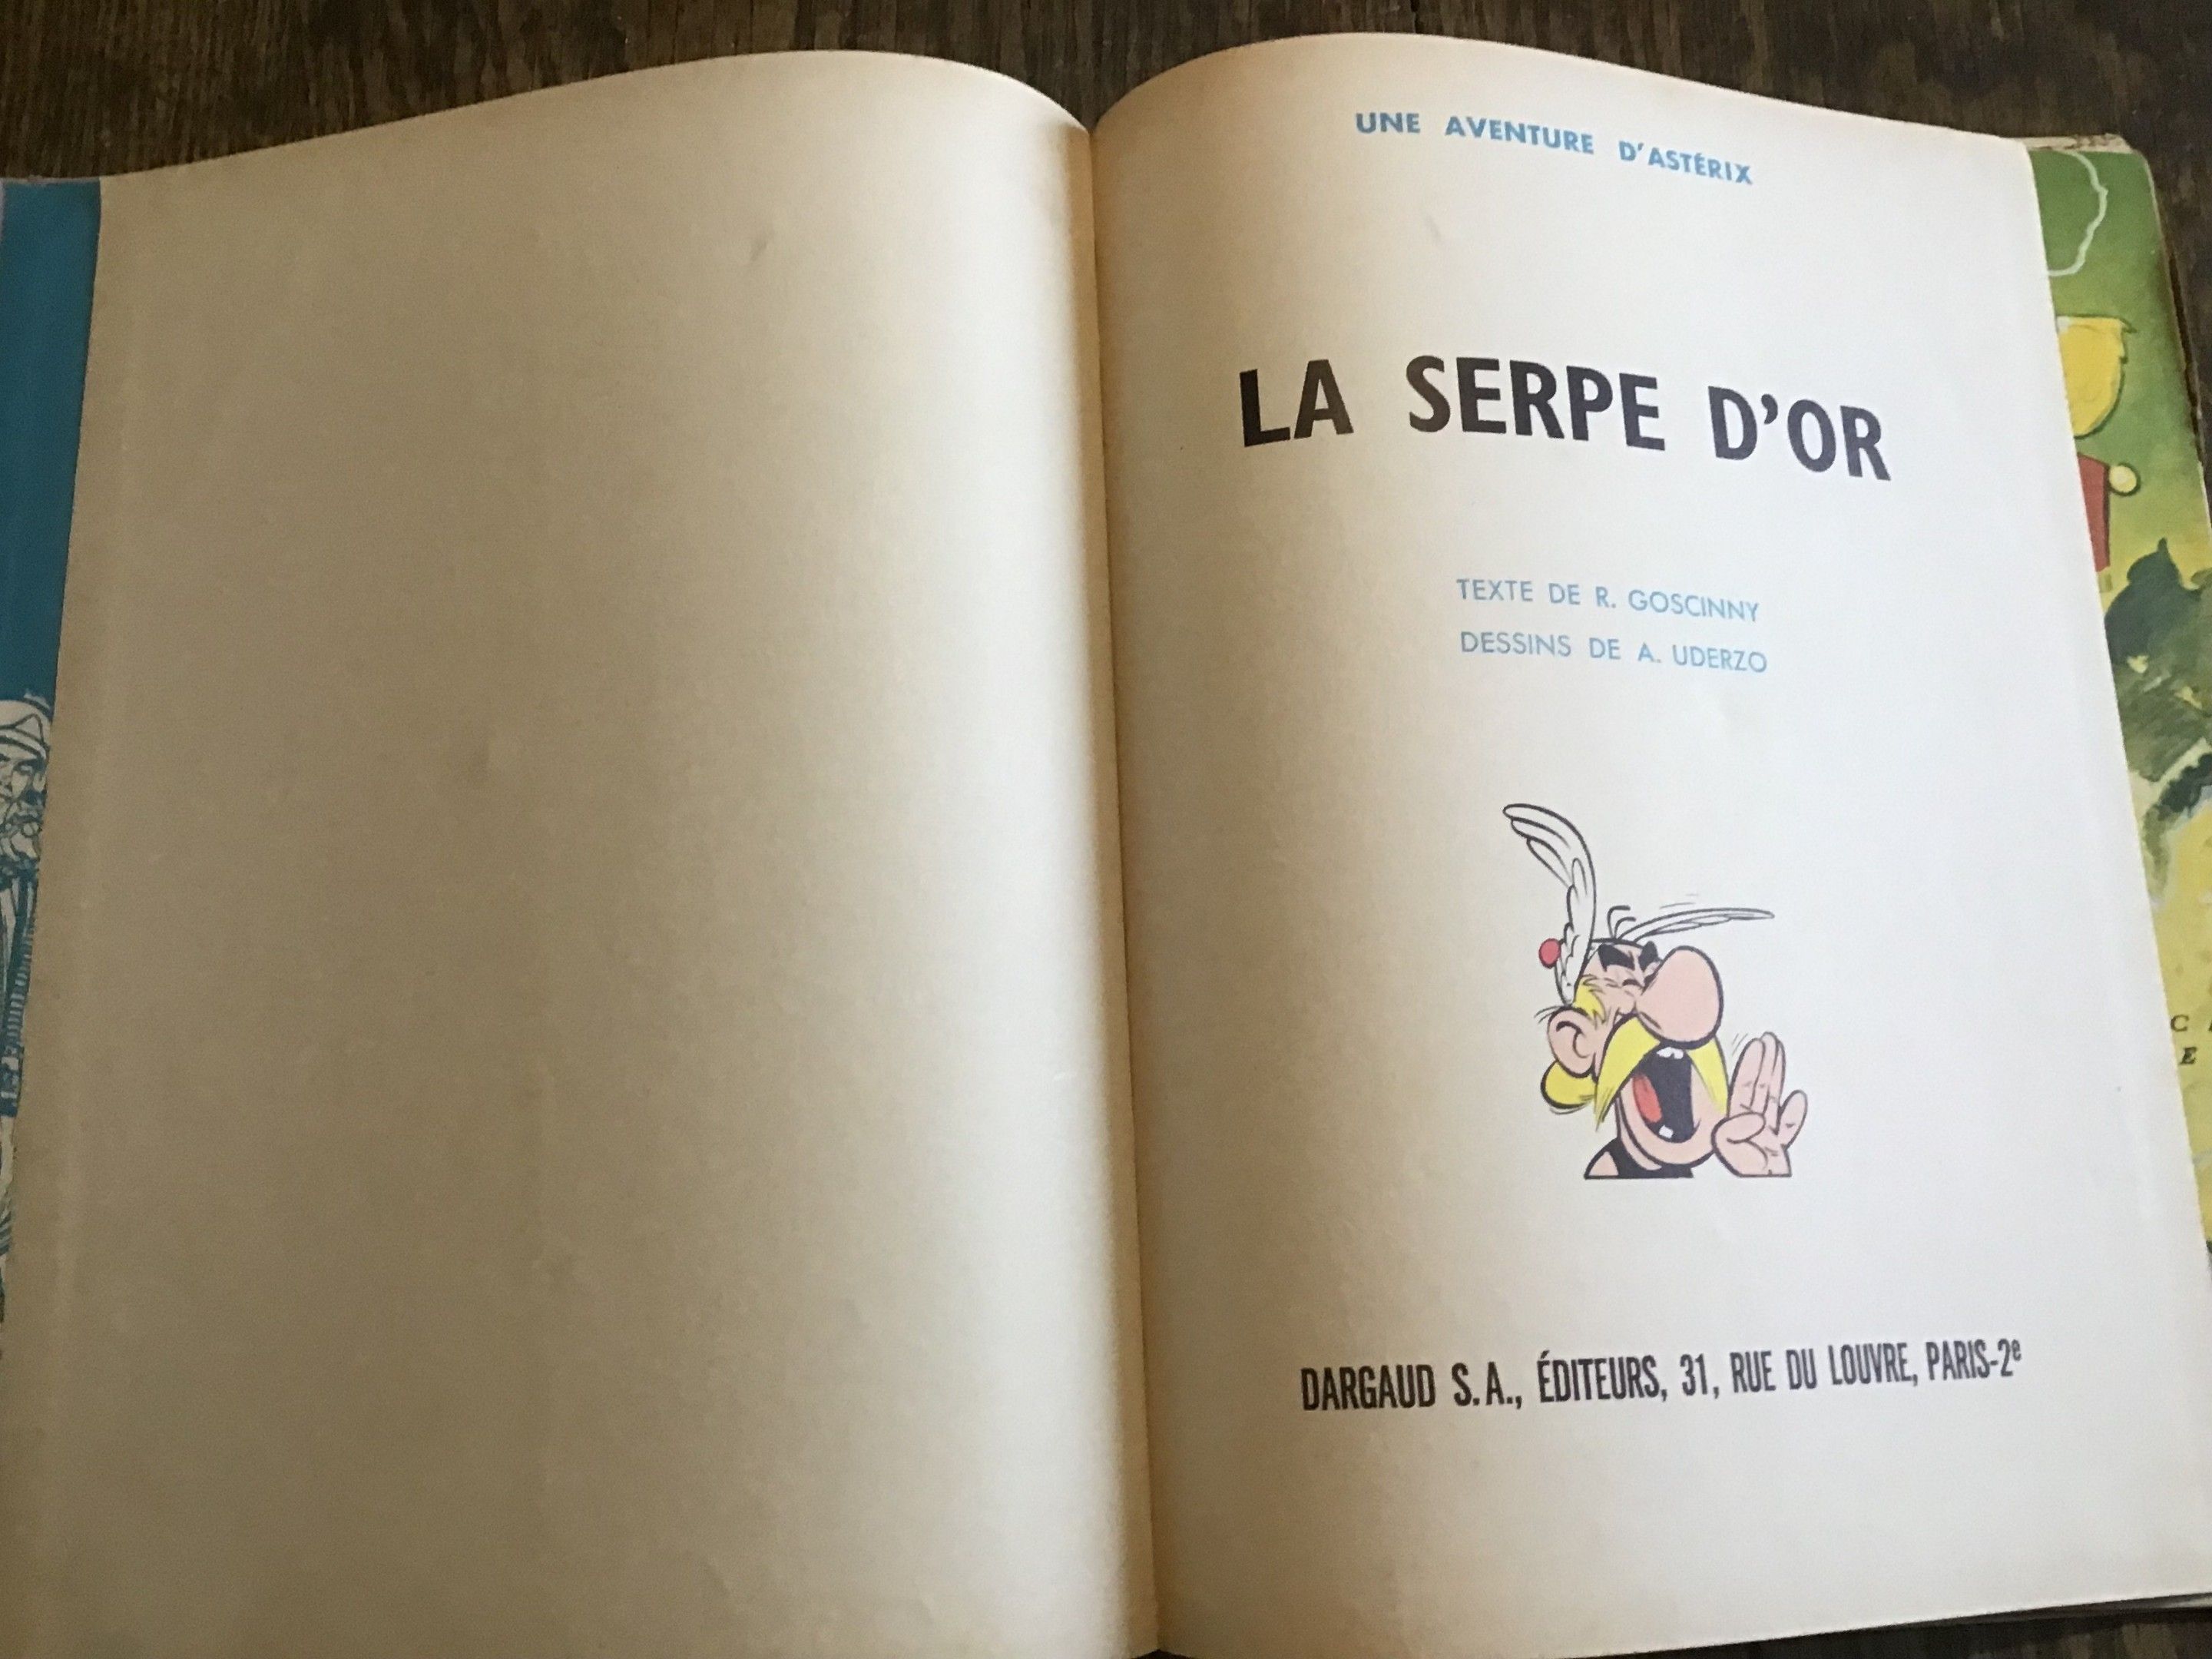 UNE AVENTURE D'ASTÉRIX
LA SERPE D'OR
TEXTE DE R. GOSCINNY
DESSINS DE A. UDERZO
DARGAUD S.A., ÉDITEURS, 31, RUE DU LOUVRE, PARIS-2e